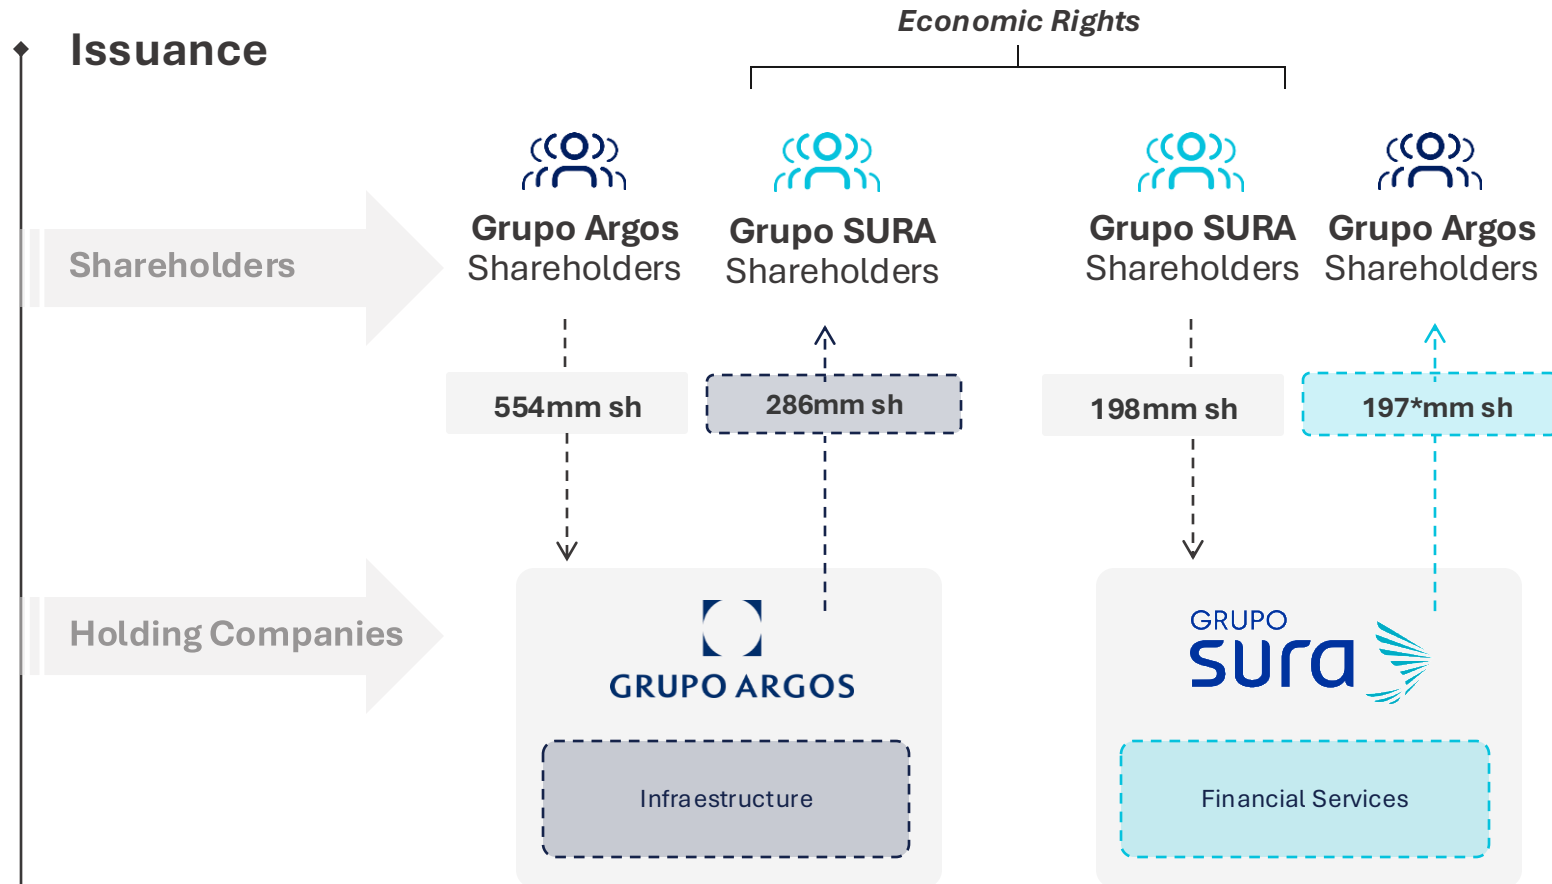 Economic Rights
Issuance
Grupo Argos
Shareholders
Grupo SURA
Shareholders
Grupo SURA
Shareholders
Grupo Argos
Shareholders
Shareholders
554mm sh
286mm sh
198mm sh
197*mm sh
Holding Companies
GRUPO ARGOS
GRUPO
sura
Infraestructure
Financial Services